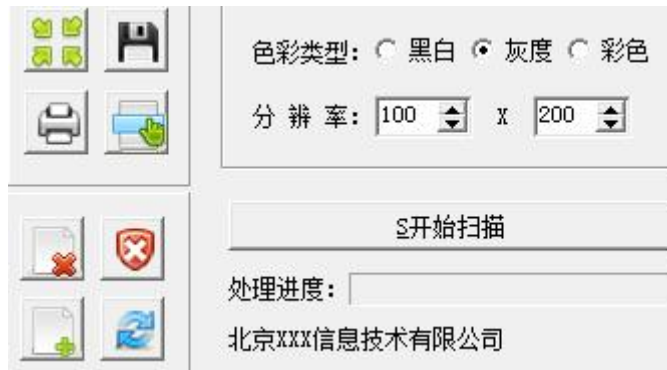 色彩类型: 黑白 灰度 彩色
分 辨 率: 100 X 200
S开始扫描
处理进度:
北京XXX信息技术有限公司